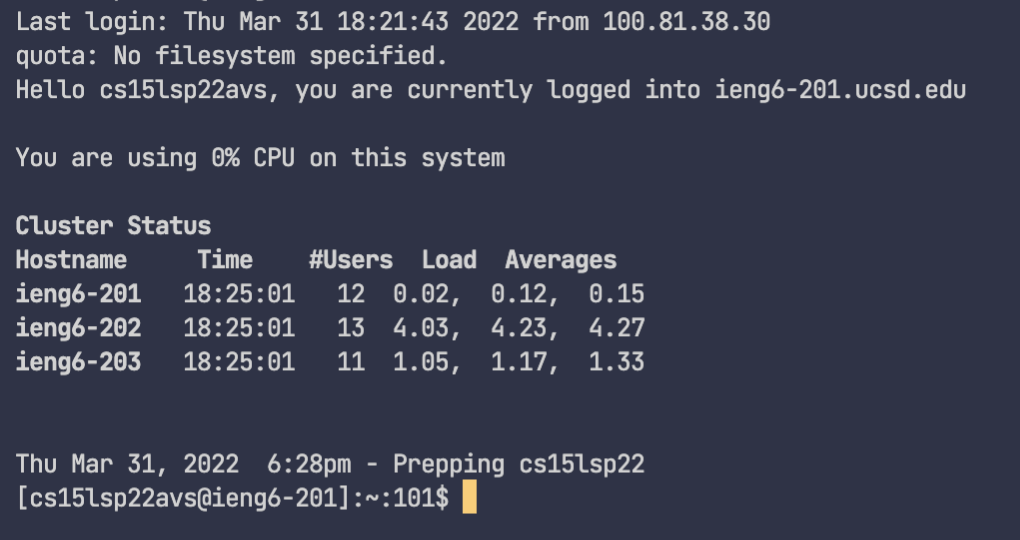 Last login: Thu Mar 31 18:21:43 2022 from 100.81.38.30
quota: No filesystem specified.
Hello cs15lsp22avs, you are currently logged into ieng6-201.ucsd.edu
You are using 0% CPU on this system
Cluster Status
Hostname     Time    #Users  Load  Averages
ieng6-201   18:25:01   12  0.02,  0.12,  0.15
ieng6-202   18:25:01   13  4.03,  4.23,  4.27
ieng6-203   18:25:01   11  1.05,  1.17,  1.33
Thu Mar 31, 2022  6:28pm - Prepping cs15lsp22
[cs15lsp22avs@ieng6-201]:~:101$